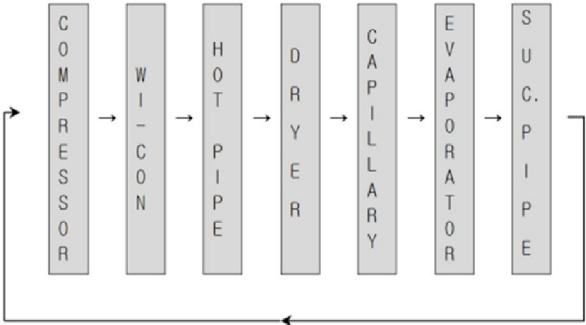 COMPRESSOR
WI-CON
HOT PIPE
DRYER
CAPILLARY
EVAPORATOR
SUC.PIPE